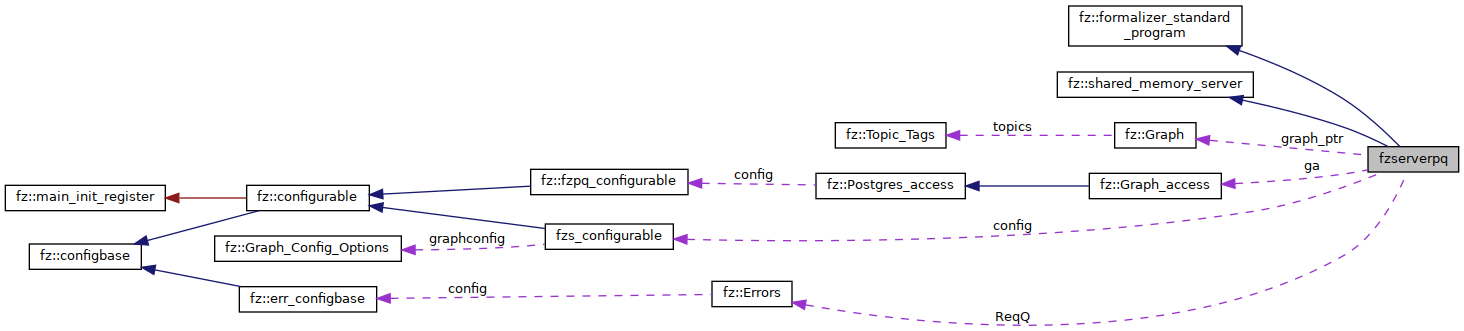 fz::formalizer_standard
_program
fz::shared_memory_server
fz::Topic_Tags
topics
fz::Graph
graph_ptr
fzserverpq
ga
fz::main_init_register
fz::configurable
fz::fzpq_configurable
config
fz::Postgres_access
fz::Graph_access
fz::configbase
fz::Graph_Config_Options
graphconfig
fzs_configurable
config
fz::err_configbase
config
fz::Errors
ReqQ